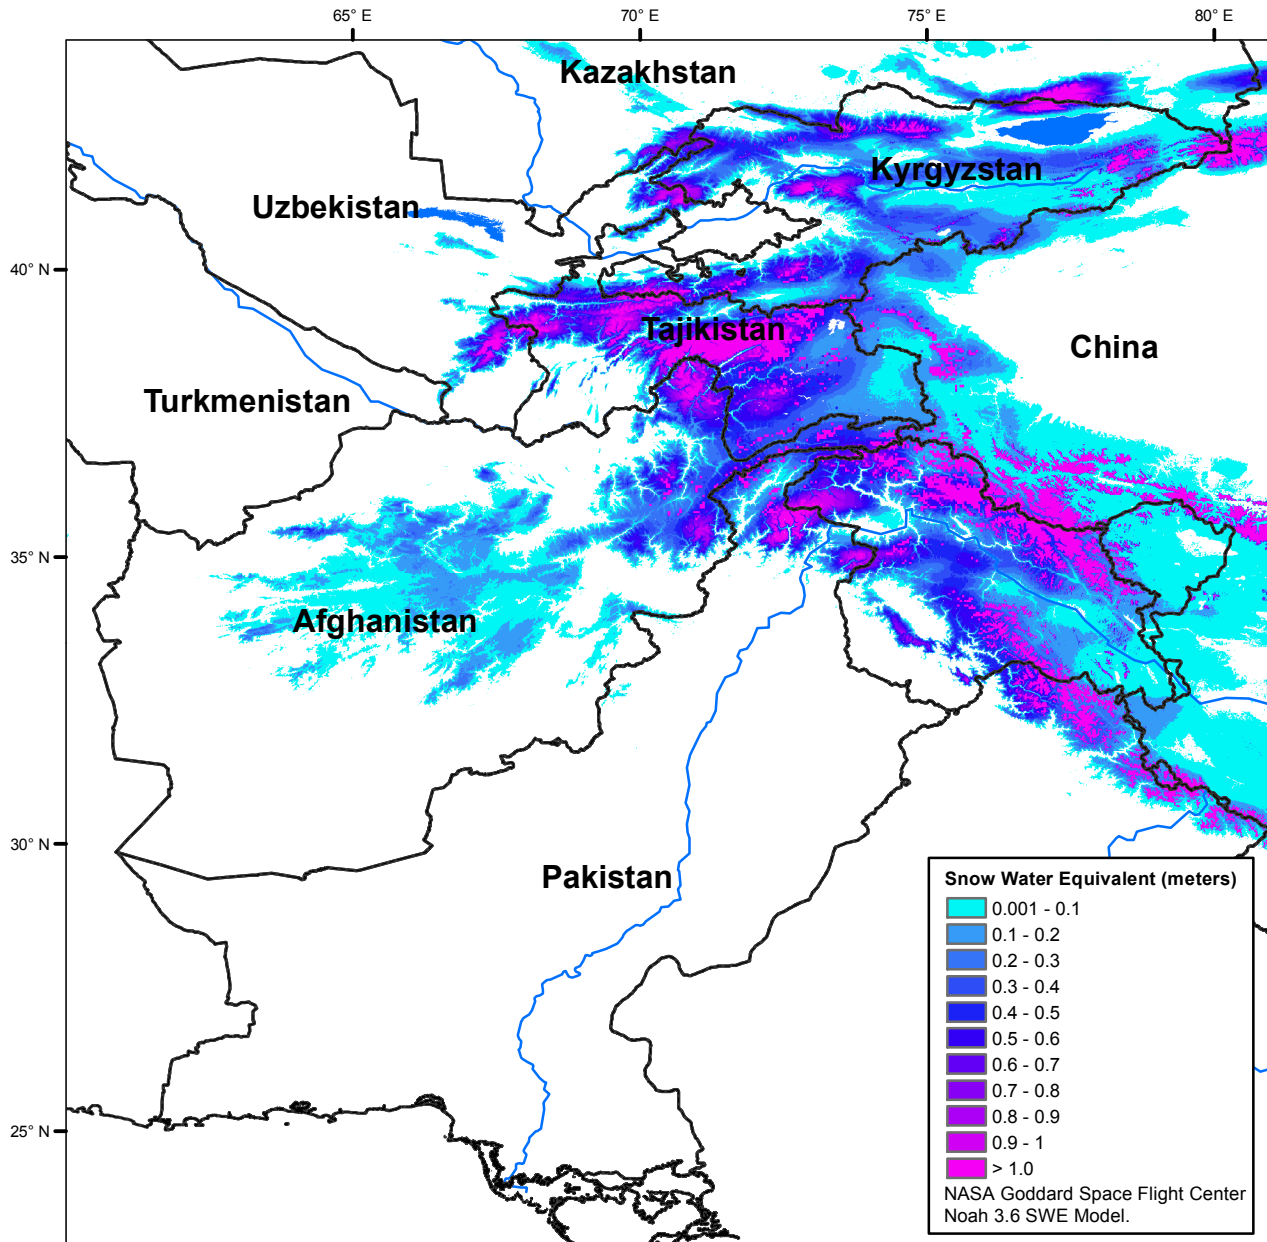 65° E
70° E
75° E
80° E
Kazakhstan
Kyrgyzstan
Uzbekistan
40° N
Tajikistan
China
Turkmenistan
35° N
Afghanistan
30° N
Pakistan
25° N
Snow Water Equivalent (meters)
0.001 - 0.1
0.1 - 0.2
0.2 - 0.3
0.3 - 0.4
0.4 - 0.5
0.5 - 0.6
0.6 - 0.7
0.7 - 0.8
0.8 - 0.9
0.9 - 1
> 1.0
NASA Goddard Space Flight Center
Noah 3.6 SWE Model.